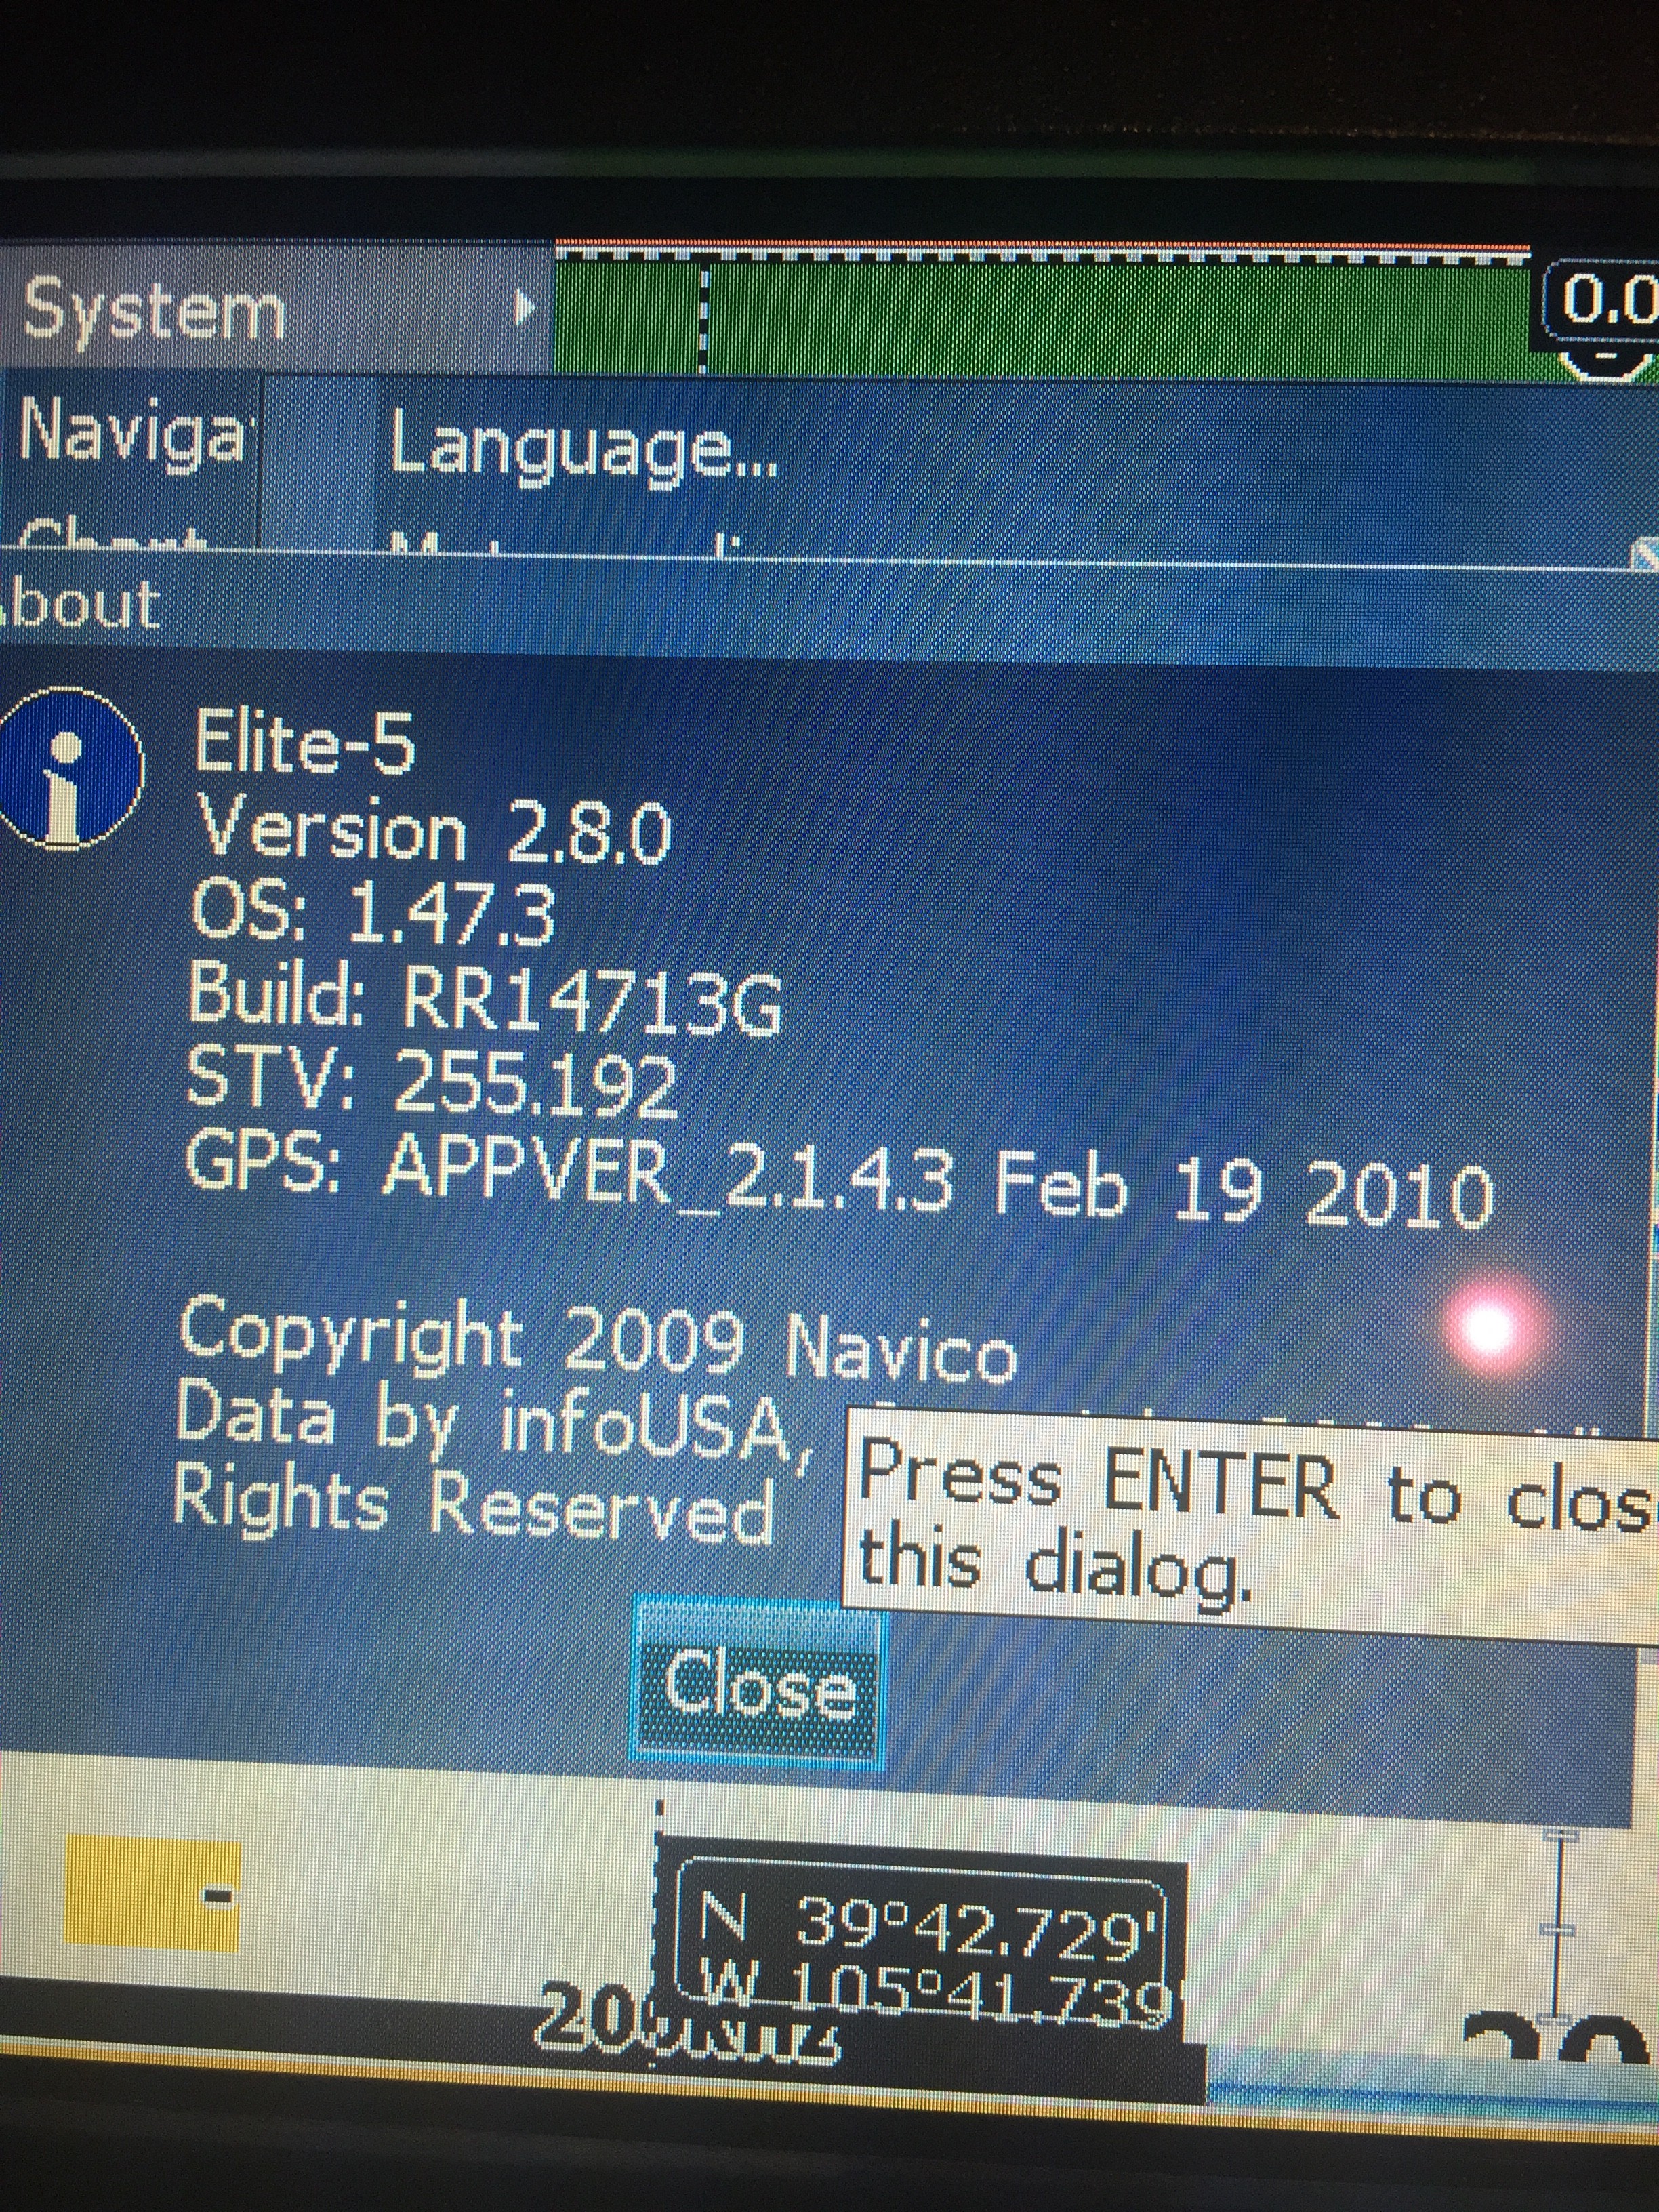 System
0.0
Naviga
Language...
bout
Elite-5
Version 2.8.0
OS: 1.47.3
Build: RR14713G
STV: 255.192
GPS: APPVER_2.1.4.3 Feb 19 2010
Copyright 2009 Navico
Data by infoUSA,
Rights Reserved
Press ENTER to clos
this dialog.
Close
N 39°42.729'
W 105°41.739
20